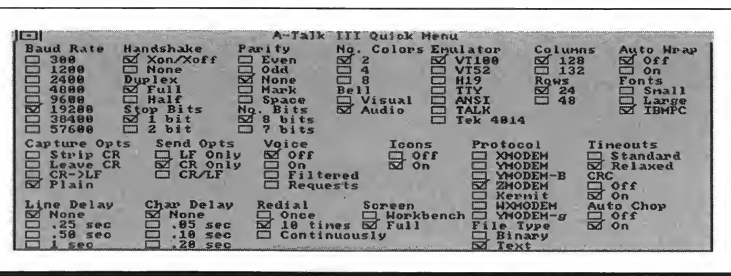 A-Talk III Quick Menu
Baud Rate Handshake Parity No. Colors Emulator Columns Auto Wrap
300 Xon/Xoff Even 2 VT100 128 Off
1200 None Odd 4 VT52 132 On
2400 Duplex None 8 H19 Rows Fonts
4800 Full Mark Bell TTY 24 Small
9600 Half Space Visual ANSI 48 Large
19200 Stop Bits No. Bits Audio TALK IBMPC
38400 1 bit 8 bits Tek 4014
57600 2 bit 7 bits
Capture Opts Send Opts Voice Icons Protocol Timeouts
Strip CR LF Only Off Off XMODEM Standard
Leave CR CR Only On On YMODEM Relaxed
CR->LF CR/LF Filtered YMODEM-B CRC
Plain Requests ZMODEM Off
Kermit On
Line Delay Char Delay Redial Screen WXMODEM Auto Chop
None None Once Workbench YMODEM-g Off
.25 sec .05 sec 10 times Full File Type On
.50 sec .10 sec Continuously Binary
1 sec .20 sec Text